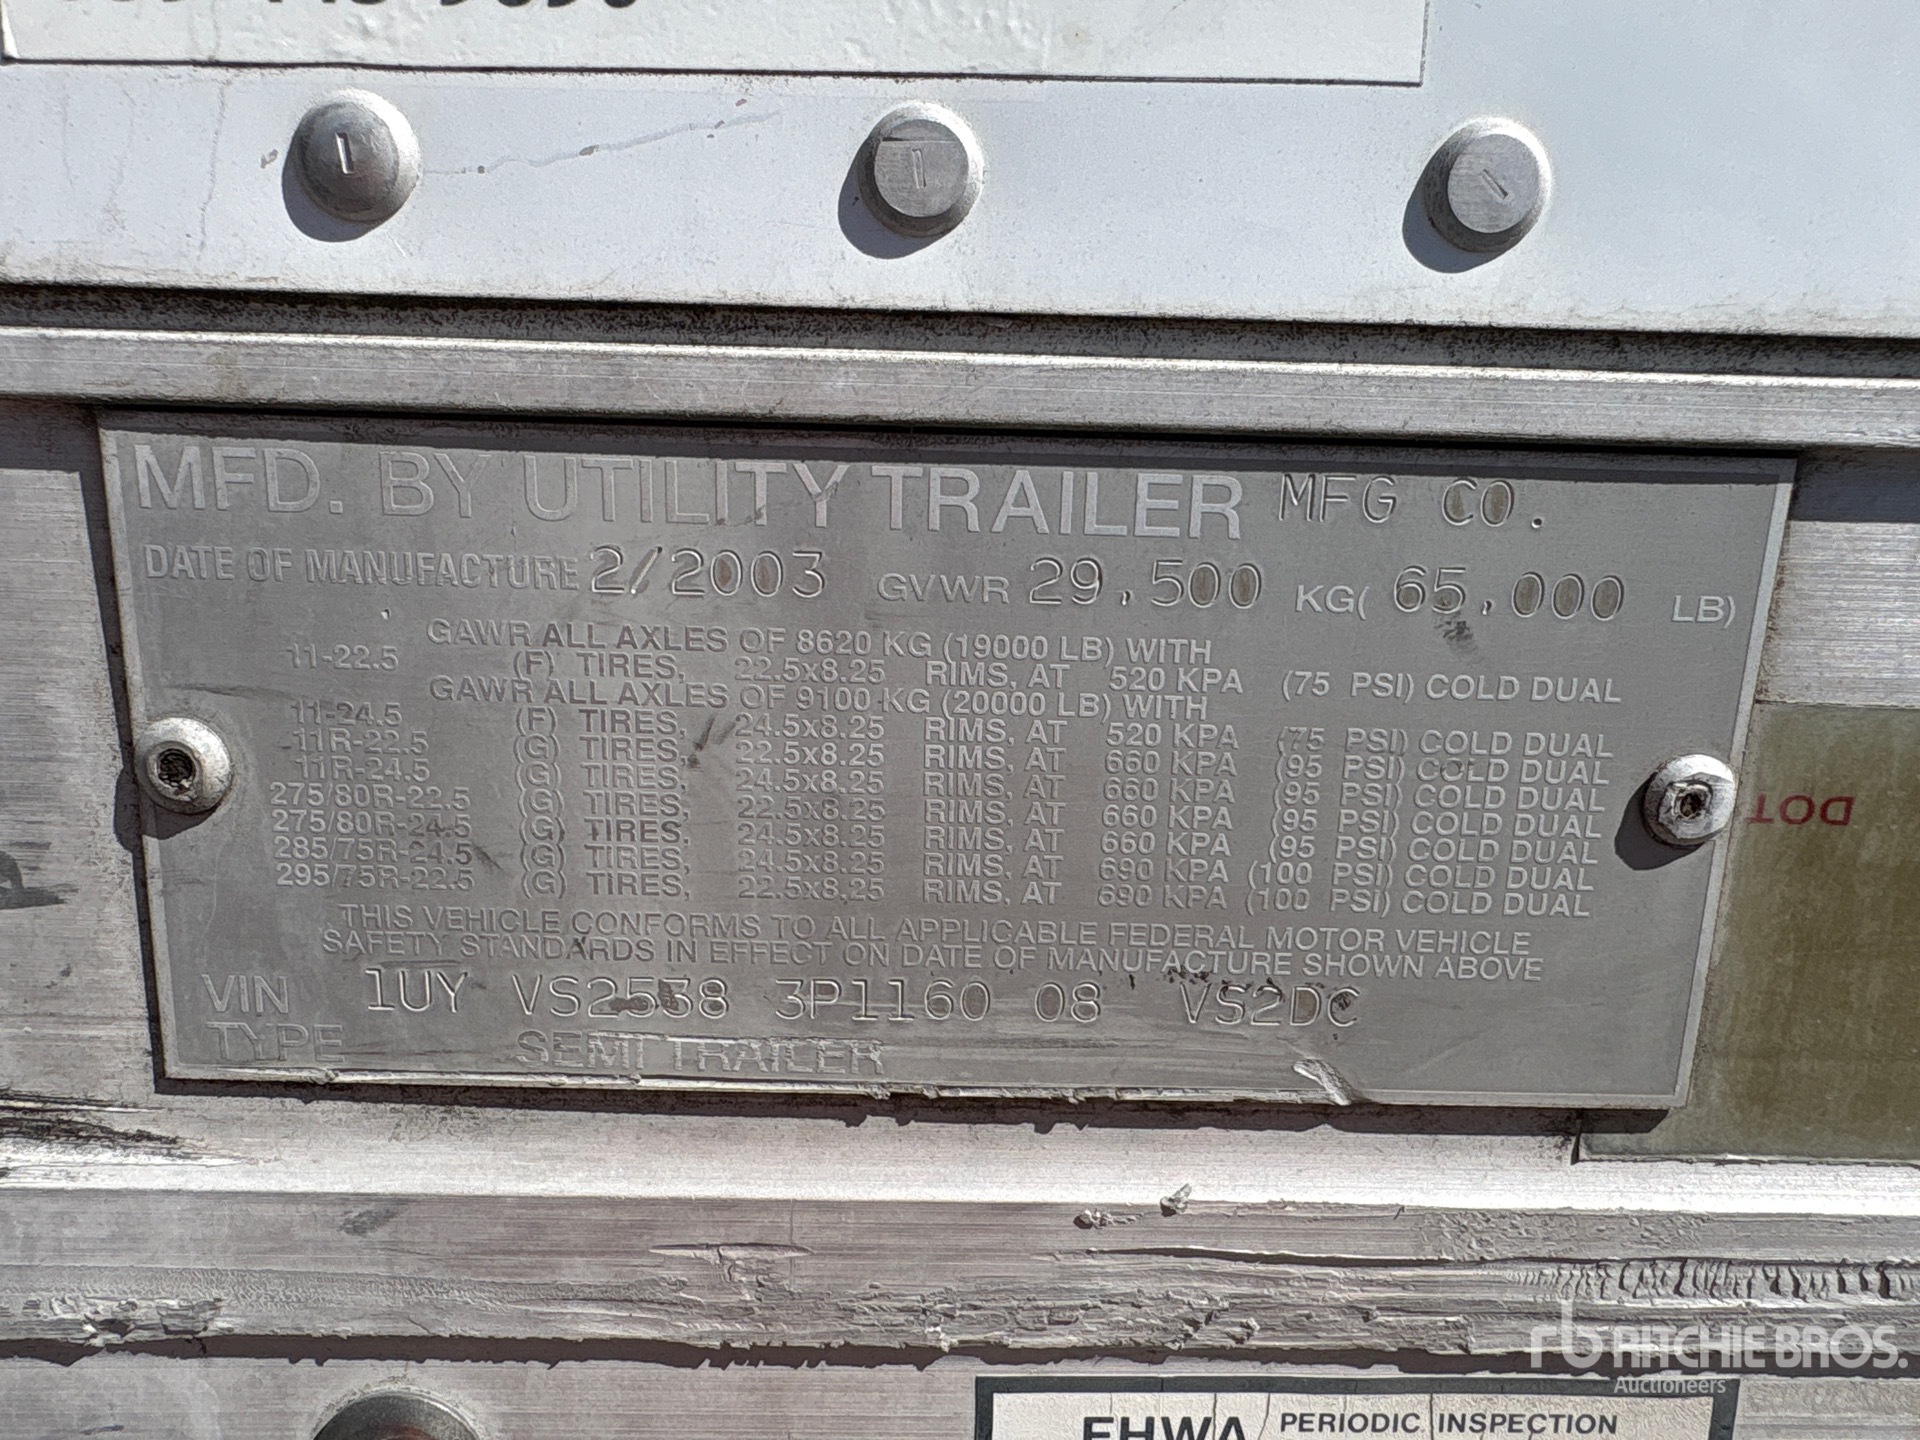 MFD. BY UTILITY TRAILER MFG CO.
DATE OF MANUFACTURE 2/2003 GVWR 29,500 KG( 65,000 LB)
GAWR ALL AXLES OF 8620 KG (19000 LB) WITH
11-22.5 (F) TIRES, 22.5x8.25 RIMS, AT 520 KPA (75 PSI) COLD DUAL
GAWR ALL AXLES OF 9100 KG (20000 LB) WITH
11-24.5 (F) TIRES, 24.5x8.25 RIMS, AT 520 KPA (75 PSI) COLD DUAL
11R-22.5 (G) TIRES, 22.5x8.25 RIMS, AT 660 KPA (95 PSI) COLD DUAL
11R-24.5 (G) TIRES, 24.5x8.25 RIMS, AT 660 KPA (95 PSI) COLD DUAL
275/80R-22.5 (G) TIRES, 22.5x8.25 RIMS, AT 660 KPA (95 PSI) COLD DUAL
275/80R-24.5 (G) TIRES, 24.5x8.25 RIMS, AT 660 KPA (95 PSI) COLD DUAL
285/75R-24.5 (G) TIRES, 24.5x8.25 RIMS, AT 690 KPA (100 PSI) COLD DUAL
295/75R-22.5 (G) TIRES, 22.5x8.25 RIMS, AT 690 KPA (100 PSI) COLD DUAL
THIS VEHICLE CONFORMS TO ALL APPLICABLE FEDERAL MOTOR VEHICLE
SAFETY STANDARDS IN EFFECT ON DATE OF MANUFACTURE SHOWN ABOVE
VIN 1UY VS2538 3P1160 08 VS2DC
TYPE SEMI TRAILER
DOT
rb RITCHIE BROS.
Auctioneers
FHWA PERIODIC INSPECTION